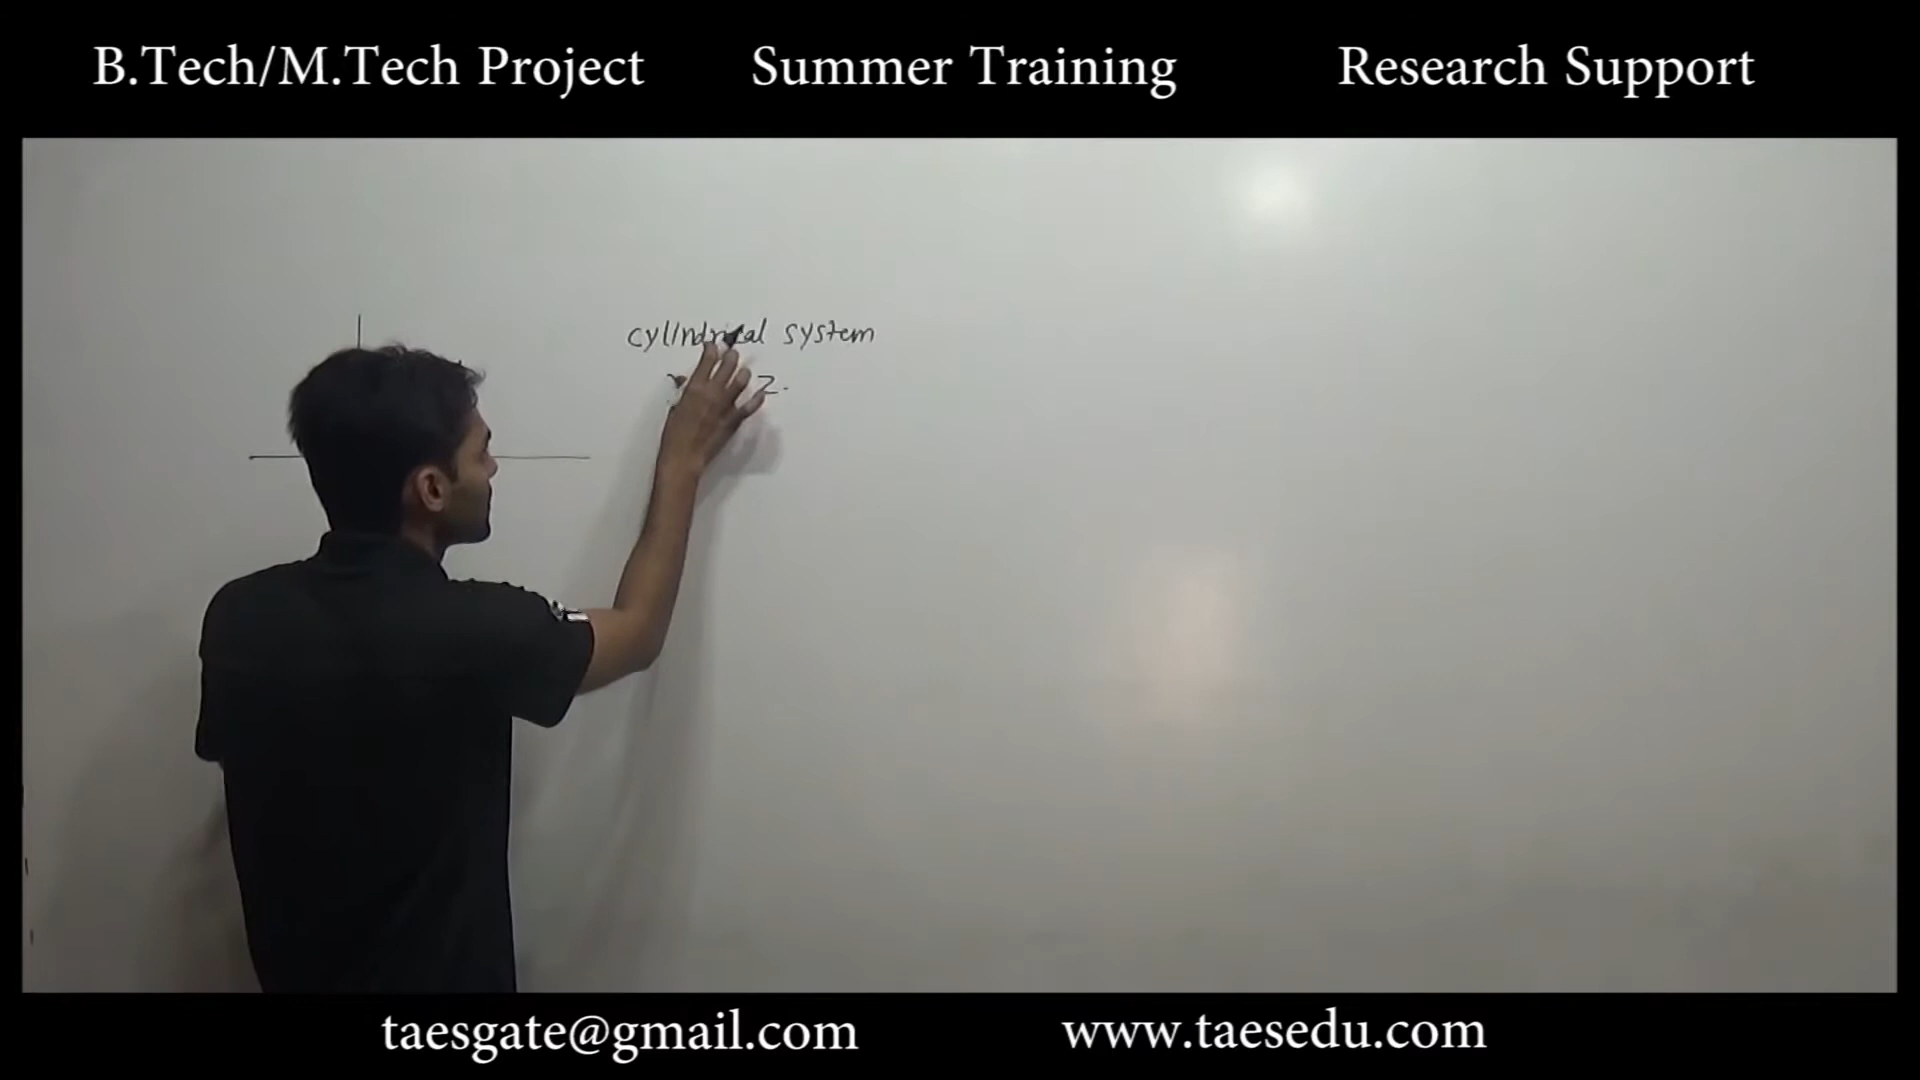 B.Tech/M.Tech Project Summer Training Research Support
cylindrical system
z.
taesgate@gmail.com www.taesedu.com